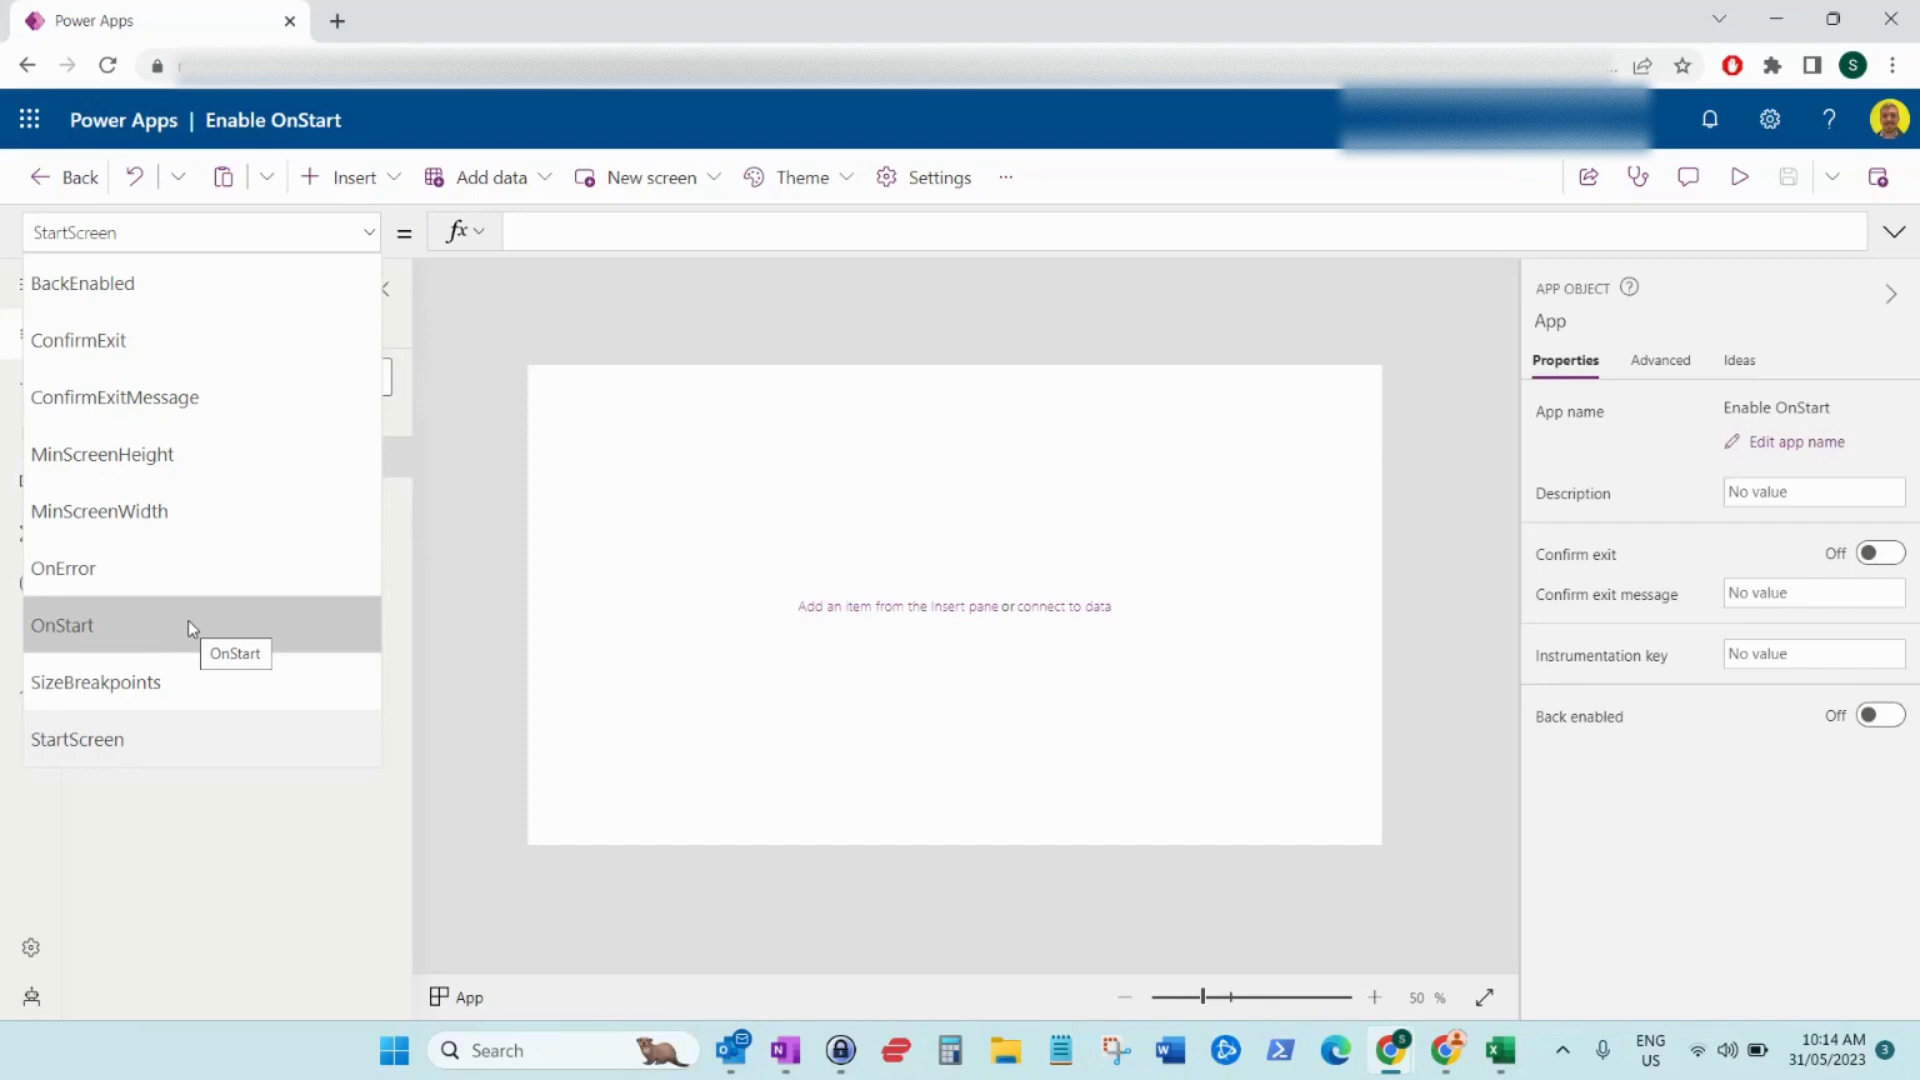 Power Apps
S
Power Apps | Enable OnStart
Back
Insert
Add data
New screen
Theme
Settings
StartScreen
=
fx
BackEnabled
ConfirmExit
ConfirmExitMessage
MinScreenHeight
MinScreenWidth
OnError
OnStart
OnStart
SizeBreakpoints
StartScreen
Add an item from the Insert pane or connect to data
APP OBJECT
App
Properties Advanced Ideas
App name Enable OnStart
Edit app name
Description No value
Confirm exit Off
Confirm exit message No value
Instrumentation key No value
Back enabled Off
App
50 %
Search
ENG
US
10:14 AM
31/05/2023
3